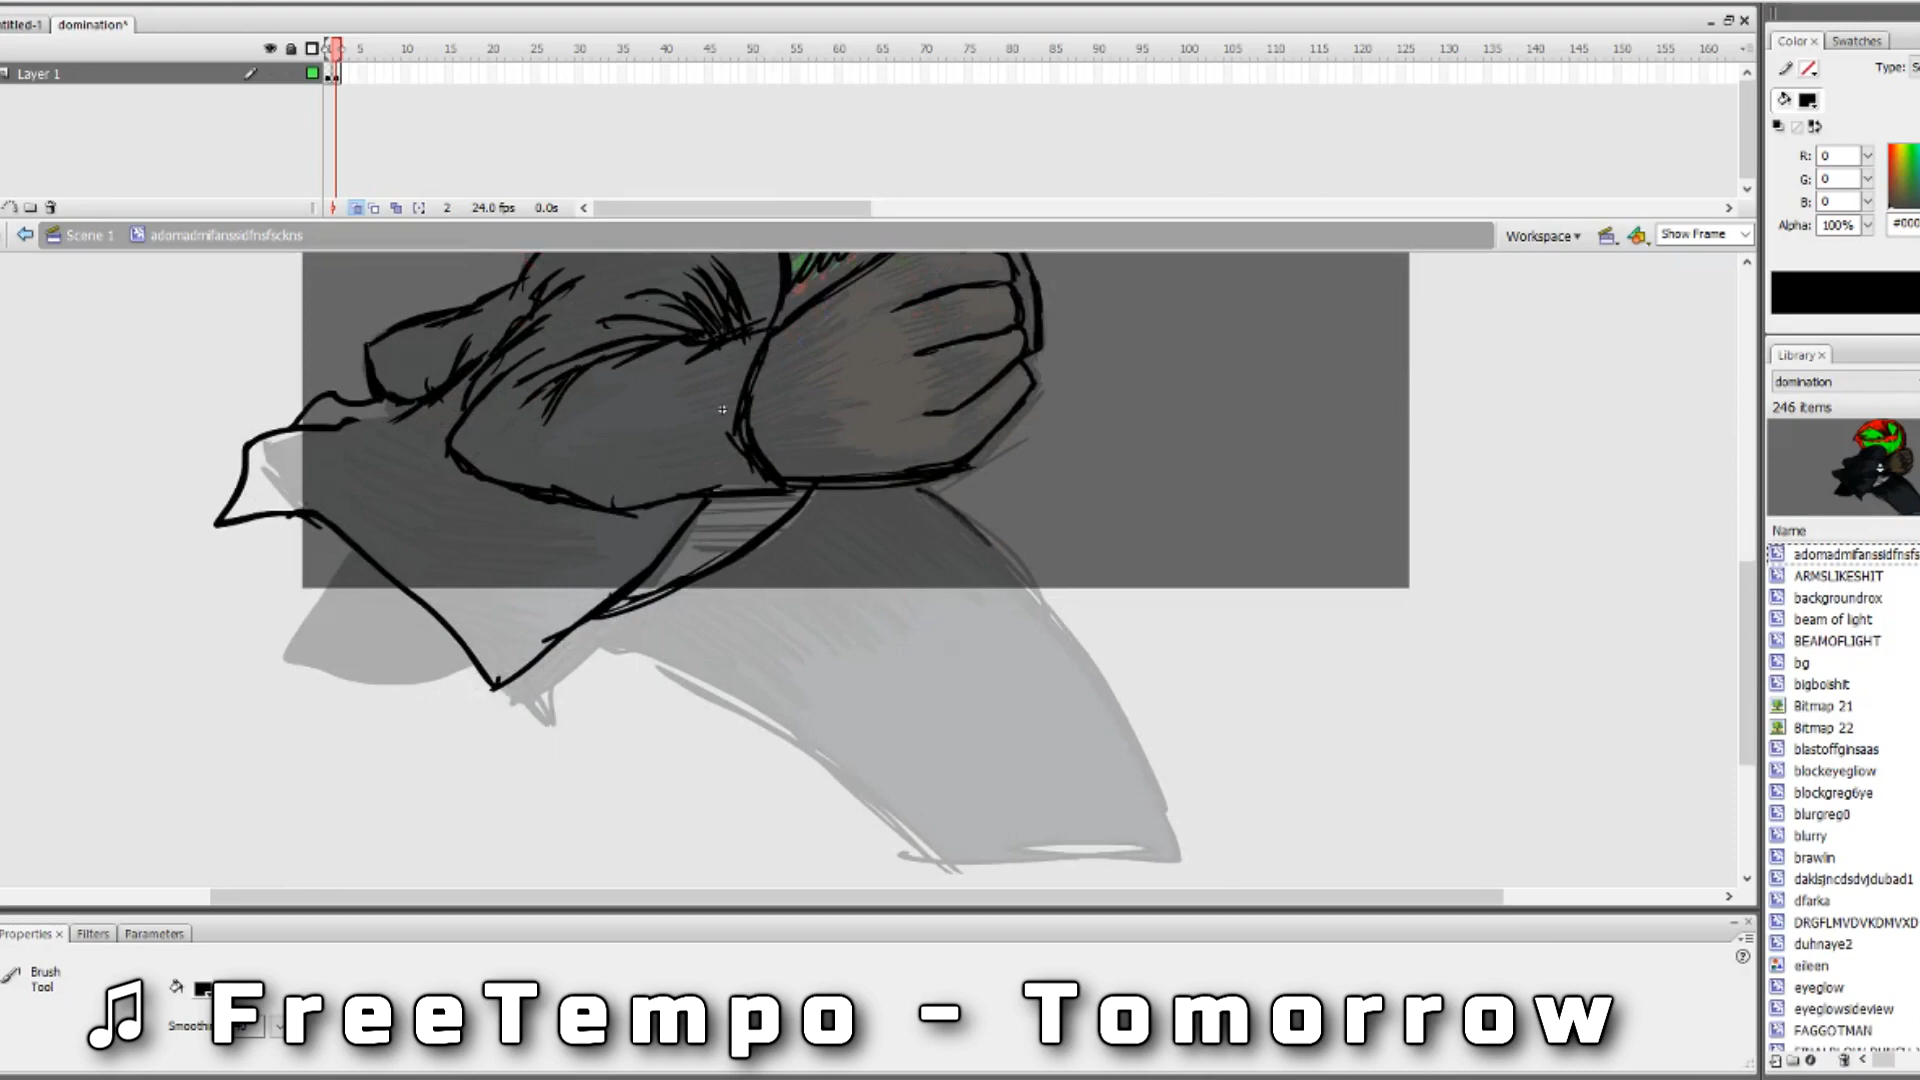 ntitled-1 domination*
5 10 15 20 25 30 35 40 45 50 55 60 65 70 75 80 85 90 95 100 105 110 115 120 125 130 135 140 145 150 155 160
Layer 1
2 24.0 fps 0.0s
Scene 1 adomadmifanssidfnsfsckns
Workspace Show Frame
Color Swatches
Type:
R: 0
G: 0
B: 0
Alpha: 100% #000
Library
domination
246 items
Name
adomadmifanssidfnsfs
ARMSLIKESHIT
backgroundrox
beam of light
BEAMOFLIGHT
bg
bigboishit
Bitmap 21
Bitmap 22
blastoffginsaas
blockeyeglow
blockgreg6ye
blurgreg0
blurry
brawlin
daklsjncdsdvjdubad1
dfarka
DRGFLMVDVKDMVXD
duhnaye2
eileen
eyeglow
eyeglowsideview
FAGGOTMAN
Properties Filters Parameters
Brush
Tool
Smoothi
♫ FreeTempo - Tomorrow